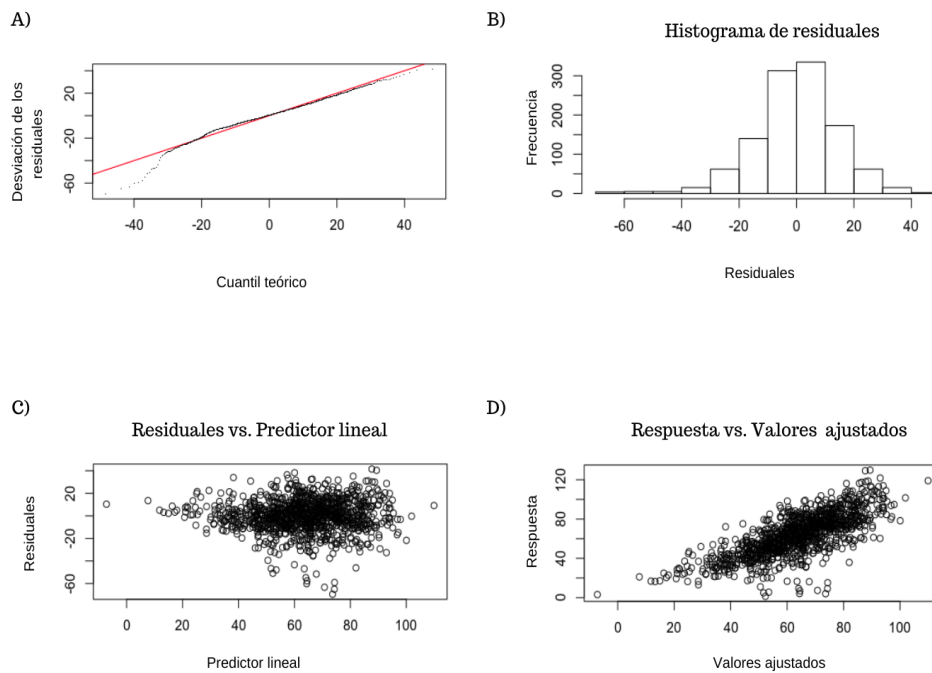 A)
Desviación de los
residuales
20
-20
-60
-40
-20
0
20
40
Cuantil teórico
B)
Histograma de residuales
Frecuencia
300
200
100
0
-60
-40
-20
0
20
40
Residuales
C)
Residuales vs. Predictor lineal
Residuales
20
-20
-60
0
20
40
60
80
100
Predictor lineal
D)
Respuesta vs. Valores ajustados
Respuesta
120
80
40
0
0
20
40
60
80
100
Valores ajustados